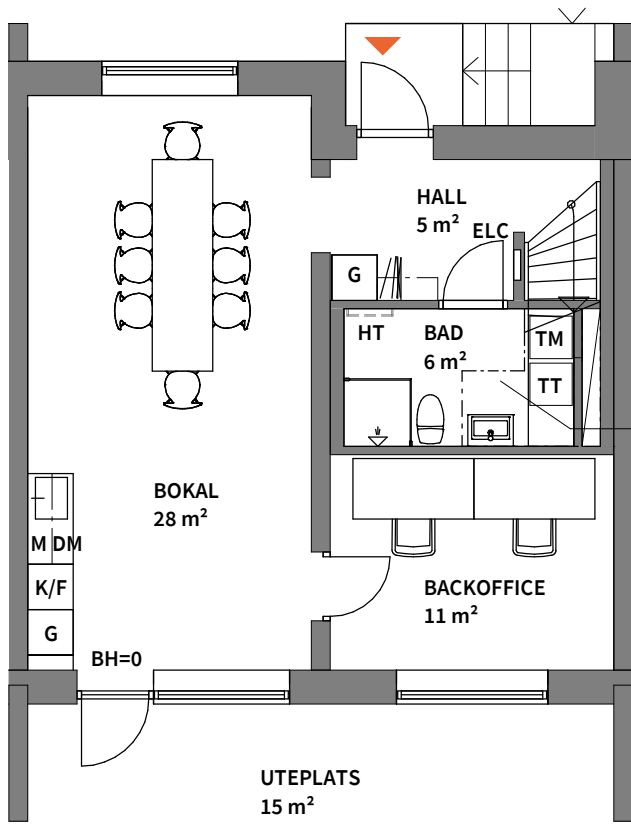 HALL
5 m²
ELC
G
HT
BAD
6 m²
TM
TT
BOKAL
28 m²
M DM
K/F
G
BACKOFFICE
11 m²
BH=0
UTEPLATS
15 m²